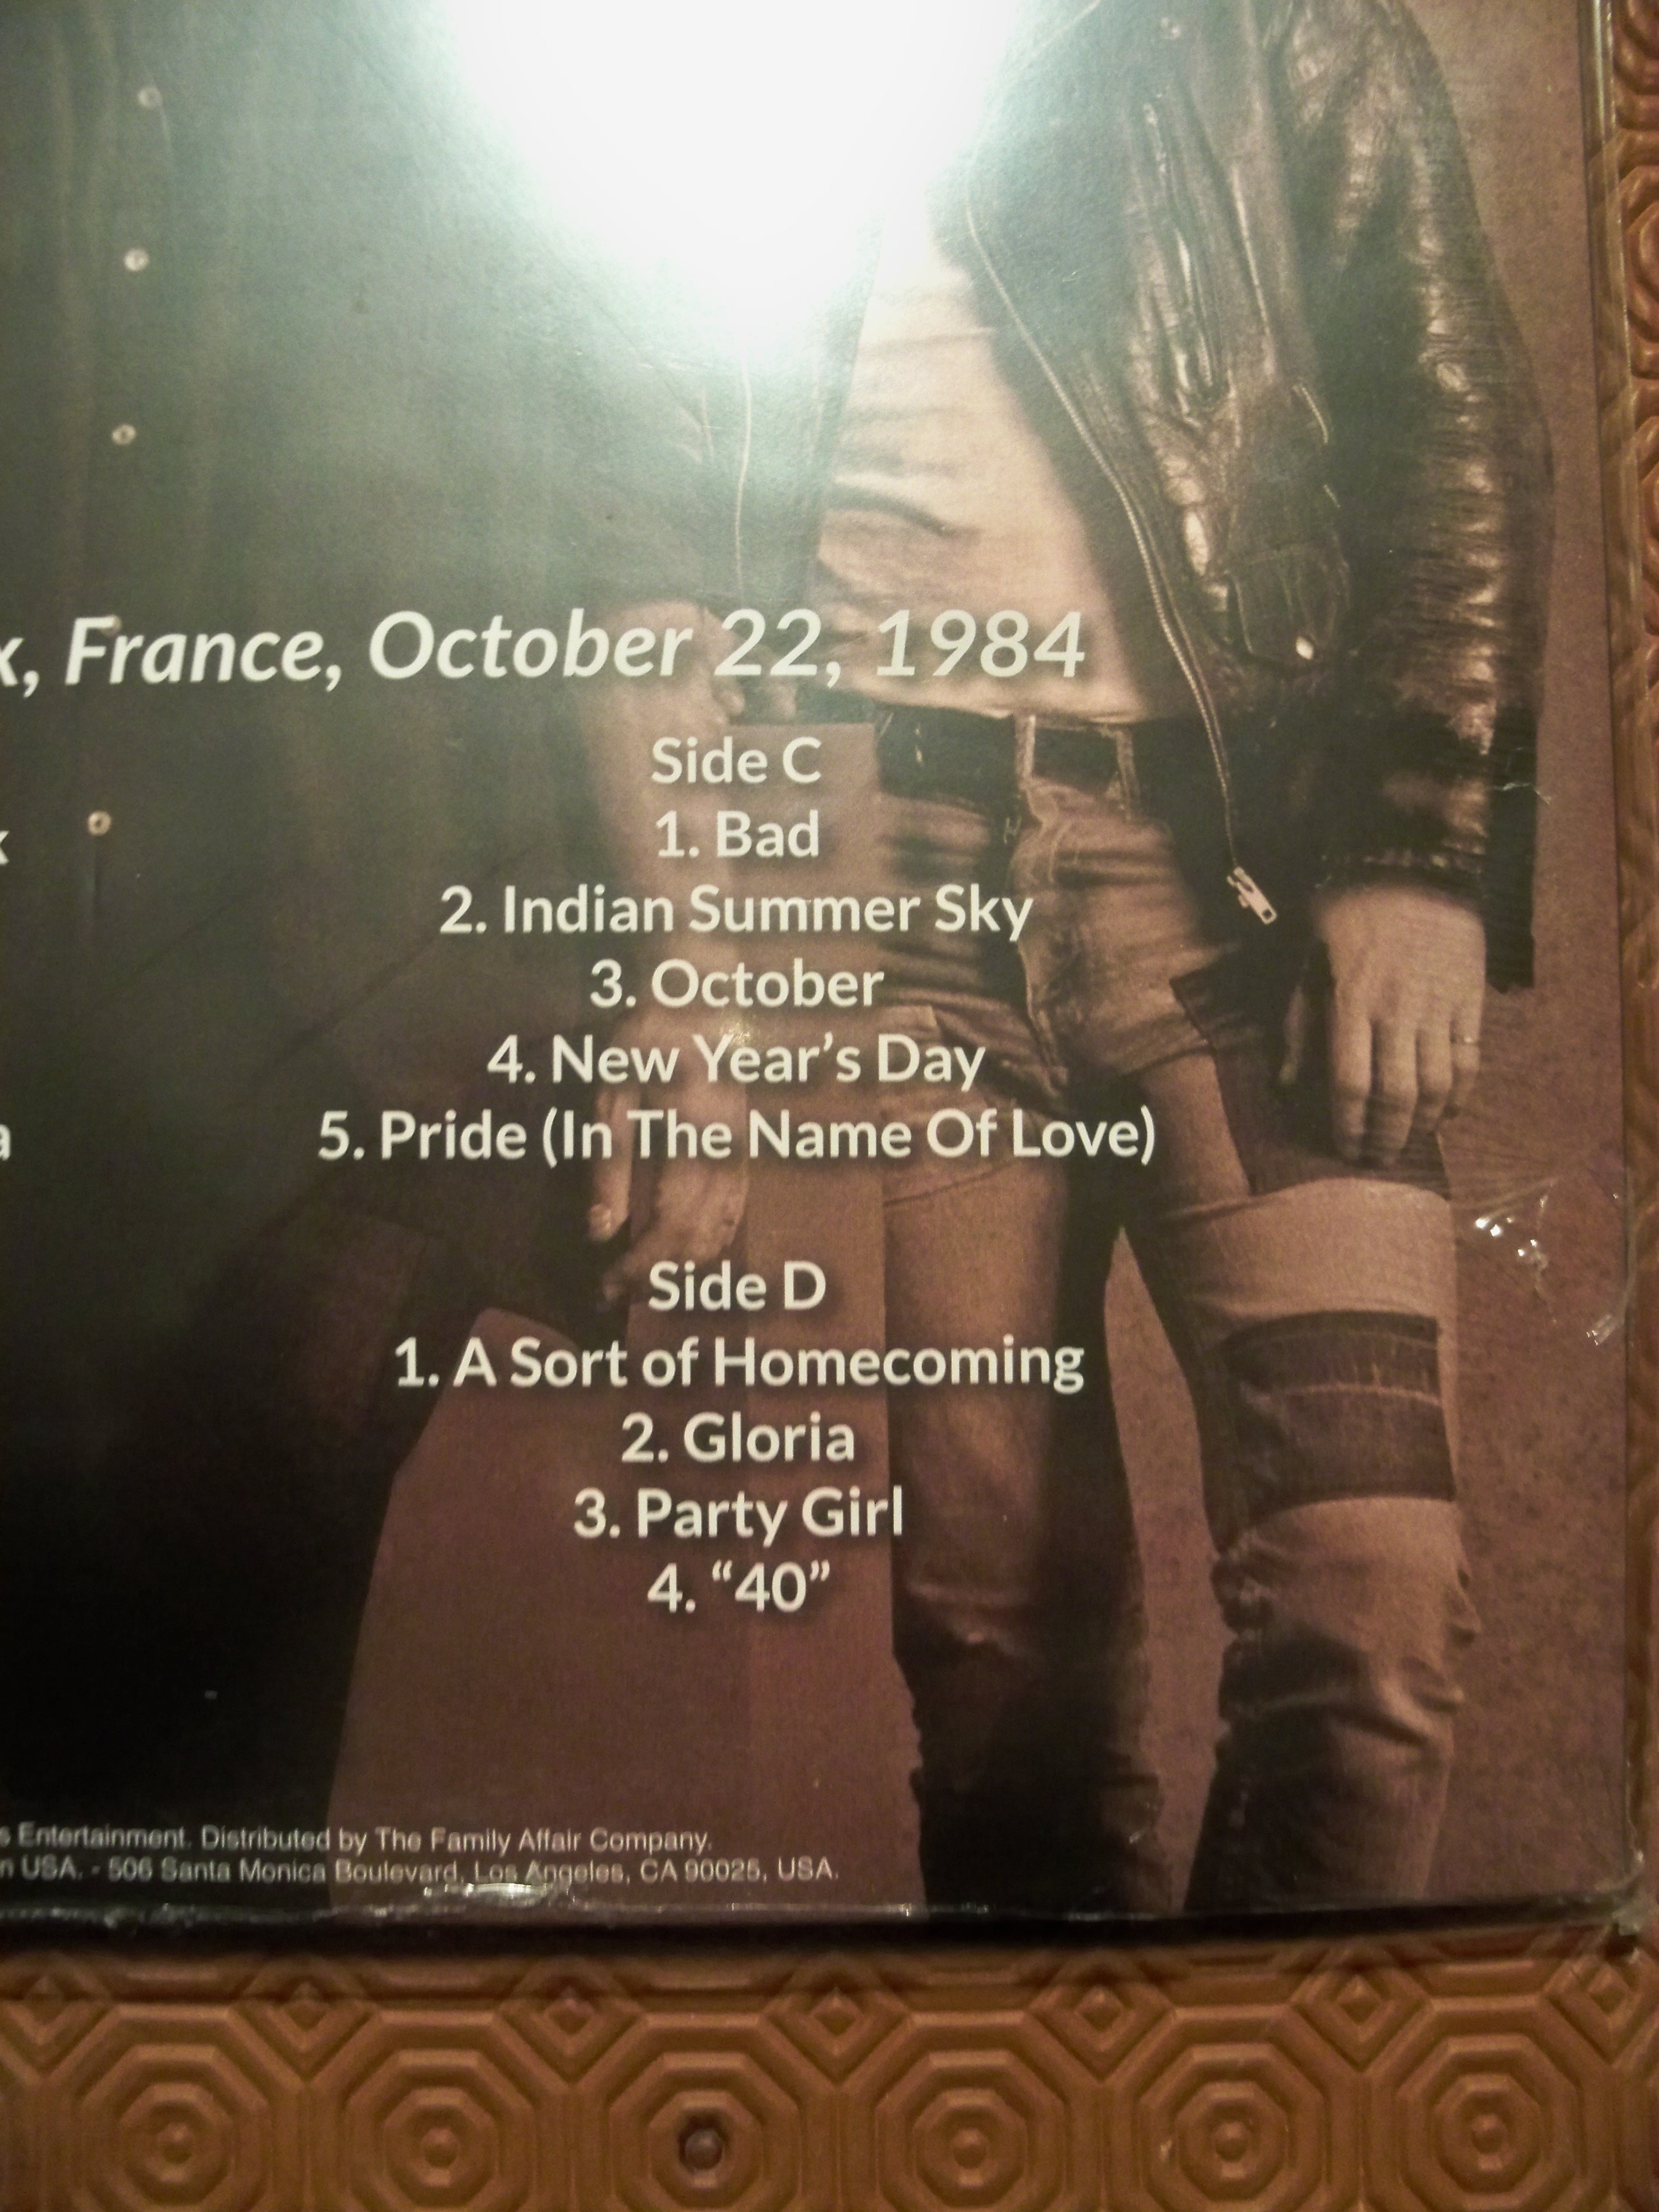 x, France, October 22, 1984
Side C
1. Bad
2. Indian Summer Sky
3. October
4. New Year’s Day
5. Pride (In The Name Of Love)
Side D
1. A Sort of Homecoming
2. Gloria
3. Party Girl
4. “40”
s Entertainment. Distributed by The Family Affair Company.
n USA. - 506 Santa Monica Boulevard, Los Angeles, CA 90025, USA.